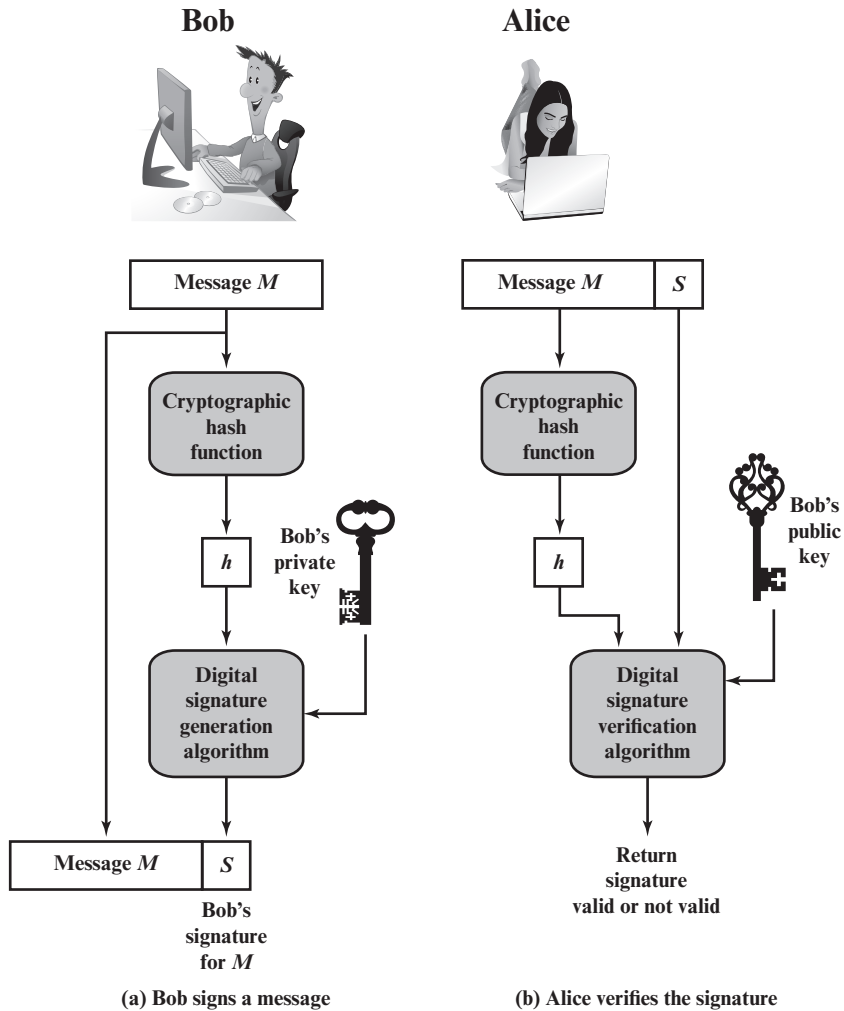 Bob
Message M
Cryptographic
hash
function
h
Bob's
private
key
Digital
signature
generation
algorithm
Message M
S
Bob's
signature
for M
(a) Bob signs a message
Alice
Message M
S
Cryptographic
hash
function
h
Bob's
public
key
Digital
signature
verification
algorithm
Return
signature
valid or not valid
(b) Alice verifies the signature